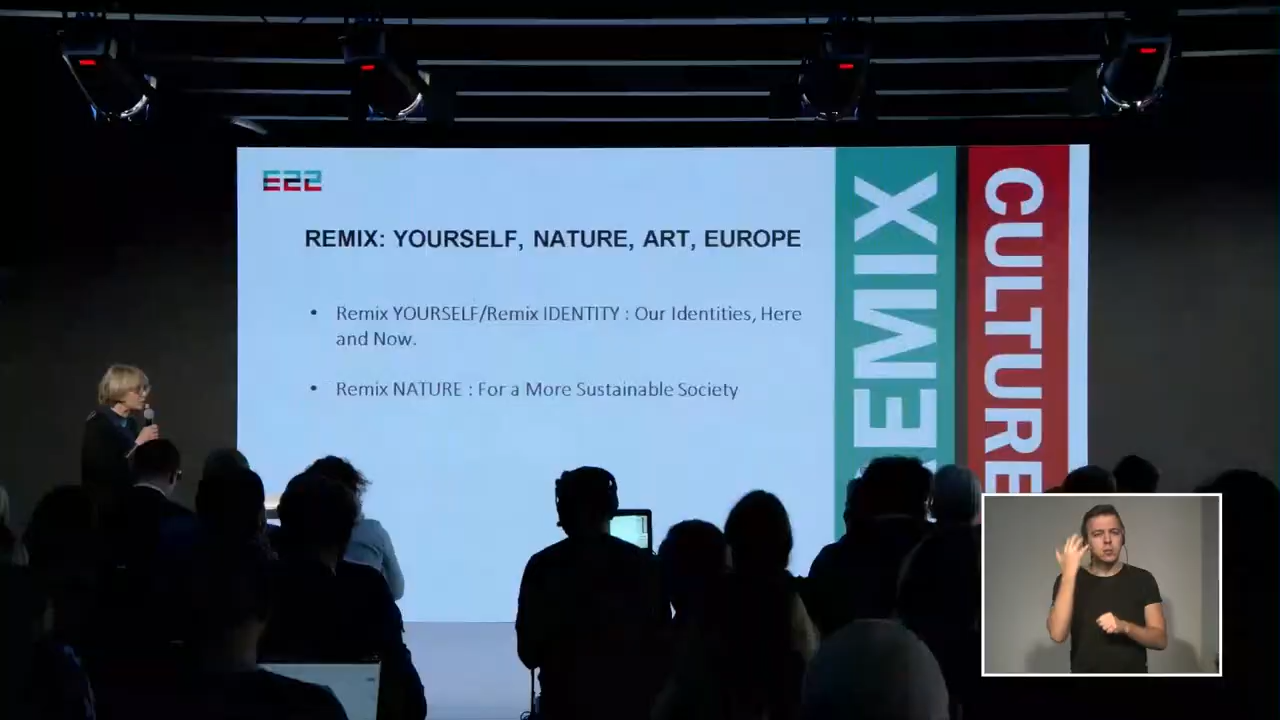 E22
REMIX: YOURSELF, NATURE, ART, EUROPE
• Remix YOURSELF/Remix IDENTITY : Our Identities, Here
and Now.
• Remix NATURE : For a More Sustainable Society
REMIX
CULTURE